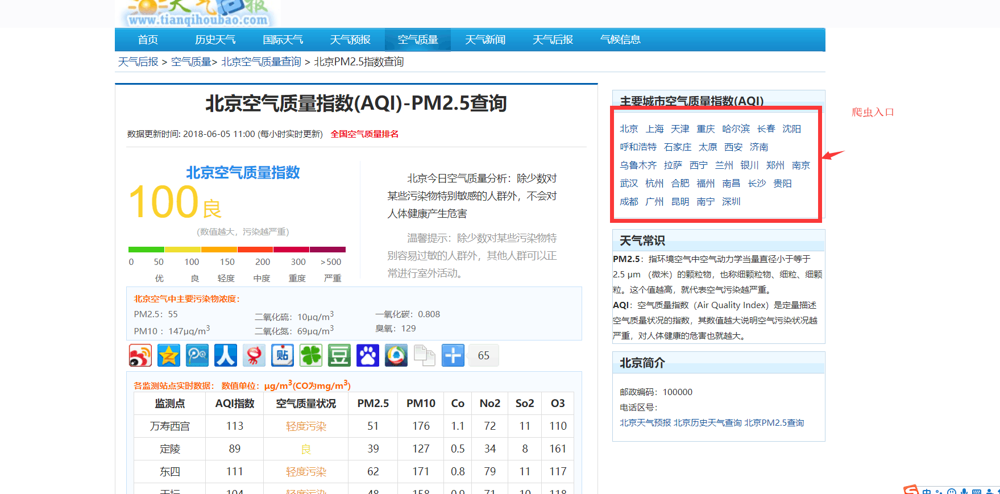 天气后报
www.tianqihoubao.com
首页 历史天气 国际天气 天气预报 空气质量 天气新闻 天气后报 气候信息
天气后报 > 空气质量> 北京空气质量查询 > 北京PM2.5指数查询
北京空气质量指数(AQI)-PM2.5查询
数据更新时间: 2018-06-05 11:00 (每小时实时更新) 全国空气质量排名
北京空气质量指数
100 良
(数值越大，污染越严重)
0 50 100 150 200 300 >500
优 良 轻度 中度 重度 严重
北京今日空气质量分析：除少数对
某些污染物特别敏感的人群外，不会对
人体健康产生危害
温馨提示：除少数对某些污染物特
别容易过敏的人群外，其他人群可以正
常进行室外活动。
北京空气中主要污染物浓度：
PM2.5：55 二氧化硫：10μg/m³ 一氧化碳：0.808
PM10：147μg/m³ 二氧化氮：69μg/m³ 臭氧：129
贴 豆 65
各监测站点实时数据： 数值单位：μg/m³(CO为mg/m³)
监测点 AQI指数 空气质量状况 PM2.5 PM10 Co No2 So2 O3
万寿西宫 113 轻度污染 51 176 1.1 72 11 110
定陵 89 良 39 127 0.5 34 8 161
东四 111 轻度污染 62 171 0.8 79 11 117
天坛 104 轻度污染 48 158 0.9 71 10 118
主要城市空气质量指数(AQI)
北京 上海 天津 重庆 哈尔滨 长春 沈阳
呼和浩特 石家庄 太原 西安 济南
乌鲁木齐 拉萨 西宁 兰州 银川 郑州 南京
武汉 杭州 合肥 福州 南昌 长沙 贵阳
成都 广州 昆明 南宁 深圳
爬虫入口
天气常识
PM2.5：指环境空气中空气动力学当量直径小于等于
2.5 μm （微米）的颗粒物，也称细颗粒物、细粒、细颗
粒。这个值越高，就代表空气污染越严重。
AQI：空气质量指数（Air Quality Index）是定量描述
空气质量状况的指数，其数值越大说明空气污染状况越
严重，对人体健康的危害也就越大。
北京简介
邮政编码：100000
电话区号：
北京天气预报 北京历史天气查询 北京PM2.5查询
中